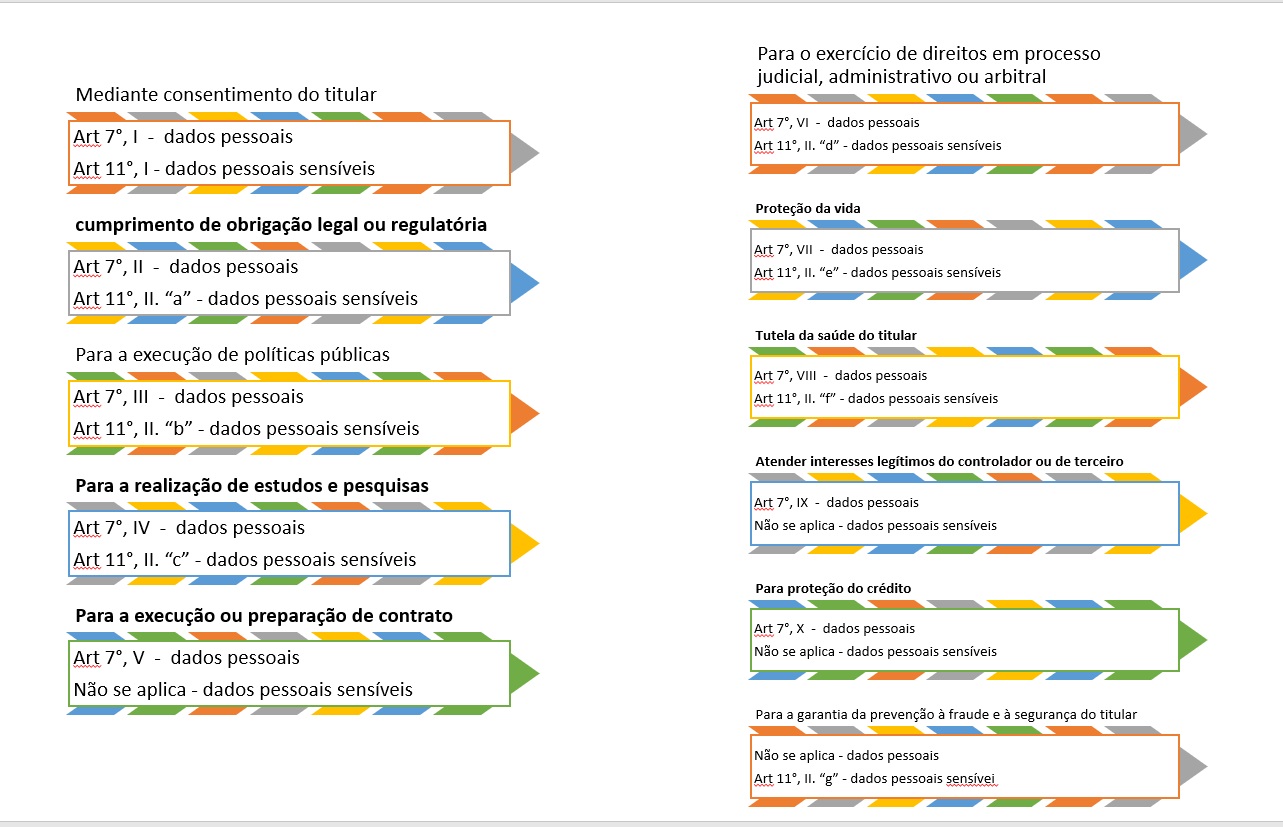 Mediante consentimento do titular
Art 7°, I  -  dados pessoais
Art 11°, I - dados pessoais sensíveis
cumprimento de obrigação legal ou regulatória
Art 7°, II  -  dados pessoais
Art 11°, II. “a” - dados pessoais sensíveis
Para a execução de políticas públicas
Art 7°, III  -  dados pessoais
Art 11°, II. “b” - dados pessoais sensíveis
Para a realização de estudos e pesquisas
Art 7°, IV  -  dados pessoais
Art 11°, II. “c” - dados pessoais sensíveis
Para a execução ou preparação de contrato
Art 7°, V  -  dados pessoais
Não se aplica - dados pessoais sensíveis
Para o exercício de direitos em processo
judicial, administrativo ou arbitral
Art 7°, VI  -  dados pessoais
Art 11°, II. “d” - dados pessoais sensíveis
Proteção da vida
Art 7°, VII  -  dados pessoais
Art 11°, II. “e” - dados pessoais sensíveis
Tutela da saúde do titular
Art 7°, VIII  -  dados pessoais
Art 11°, II. “f” - dados pessoais sensíveis
Atender interesses legítimos do controlador ou de terceiro
Art 7°, IX  -  dados pessoais
Não se aplica - dados pessoais sensíveis
Para proteção do crédito
Art 7°, X  -  dados pessoais
Não se aplica - dados pessoais sensíveis
Para a garantia da prevenção à fraude e à segurança do titular
Não se aplica - dados pessoais
Art 11°, II. “g” - dados pessoais sensívei